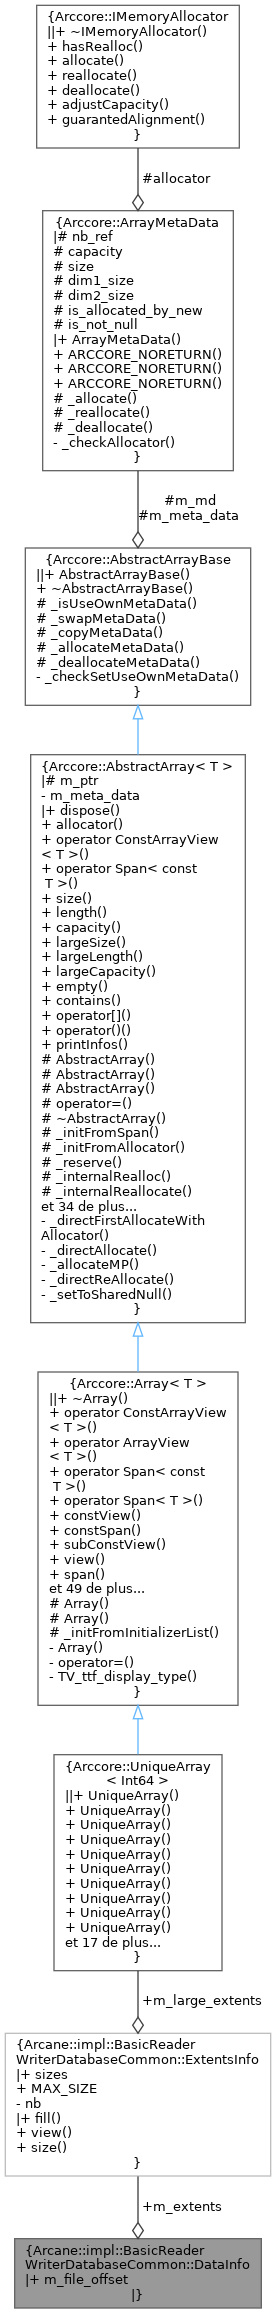 {Arccore::IMemoryAllocator
||+ ~IMemoryAllocator()
+ hasRealloc()
+ allocate()
+ reallocate()
+ deallocate()
+ adjustCapacity()
+ guarantedAlignment()
}
#allocator
{Arccore::ArrayMetaData
|# nb_ref
# capacity
# size
# dim1_size
# dim2_size
# is_allocated_by_new
# is_not_null
|+ ArrayMetaData()
+ ARCCORE_NORETURN()
+ ARCCORE_NORETURN()
+ ARCCORE_NORETURN()
# _allocate()
# _reallocate()
# _deallocate()
- _checkAllocator()
}
#m_md
#m_meta_data
{Arccore::AbstractArrayBase
||+ AbstractArrayBase()
+ ~AbstractArrayBase()
# _isUseOwnMetaData()
# _swapMetaData()
# _copyMetaData()
# _allocateMetaData()
# _deallocateMetaData()
- _checkSetUseOwnMetaData()
}
{Arccore::AbstractArray< T >
|# m_ptr
- m_meta_data
|+ dispose()
+ allocator()
+ operator ConstArrayView
< T >()
+ operator Span< const
T >()
+ size()
+ length()
+ capacity()
+ largeSize()
+ largeLength()
+ largeCapacity()
+ empty()
+ contains()
+ operator[]()
+ operator()()
+ printInfos()
# AbstractArray()
# AbstractArray()
# AbstractArray()
# operator=()
# ~AbstractArray()
# _initFromSpan()
# _initFromAllocator()
# _reserve()
# _internalRealloc()
# _internalReallocate()
et 34 de plus...
- _directFirstAllocateWith
Allocator()
- _directAllocate()
- _allocateMP()
- _directReAllocate()
- _setToSharedNull()
}
{Arccore::Array< T >
||+ ~Array()
+ operator ConstArrayView
< T >()
+ operator ArrayView
< T >()
+ operator Span< const
T >()
+ operator Span< T >()
+ constView()
+ constSpan()
+ subConstView()
+ view()
+ span()
et 49 de plus...
# Array()
# Array()
# _initFromInitializerList()
- Array()
- operator=()
- TV_ttf_display_type()
}
{Arccore::UniqueArray
< Int64 >
||+ UniqueArray()
+ UniqueArray()
+ UniqueArray()
+ UniqueArray()
+ UniqueArray()
+ UniqueArray()
+ UniqueArray()
+ UniqueArray()
+ UniqueArray()
+ UniqueArray()
et 17 de plus...
}
+m_large_extents
{Arcane::impl::BasicReader
WriterDatabaseCommon::ExtentsInfo
|+ sizes
+ MAX_SIZE
- nb
|+ fill()
+ view()
+ size()
}
+m_extents
{Arcane::impl::BasicReader
WriterDatabaseCommon::DataInfo
|+ m_file_offset
|}